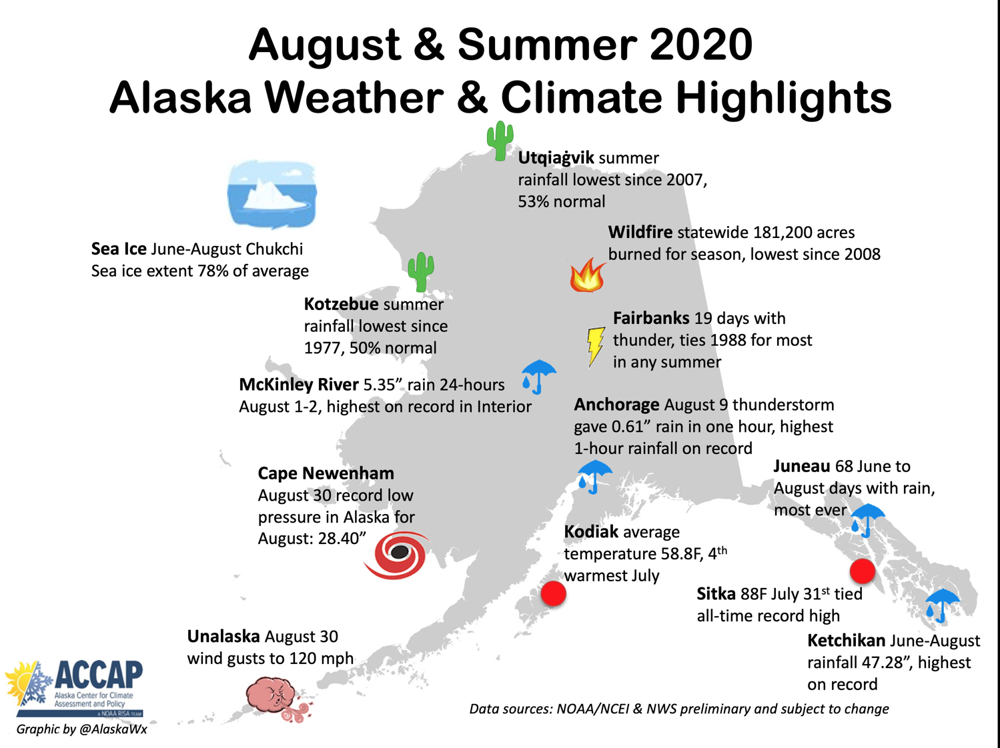 August & Summer 2020
Alaska Weather & Climate Highlights
Utqiaġvik summer
rainfall lowest since 2007,
53% normal
Wildfire statewide 181,200 acres
burned for season, lowest since 2008
Sea Ice June-August Chukchi
Sea ice extent 78% of average
Kotzebue summer
rainfall lowest since
1977, 50% normal
Fairbanks 19 days with
thunder, ties 1988 for most
in any summer
McKinley River 5.35” rain 24-hours
August 1-2, highest on record in Interior
Anchorage August 9 thunderstorm
gave 0.61” rain in one hour, highest
1-hour rainfall on record
Cape Newenham
August 30 record low
pressure in Alaska for
August: 28.40”
Juneau 68 June to
August days with rain,
most ever
Kodiak average
temperature 58.8F, 4th
warmest July
Sitka 88F July 31st tied
all-time record high
Unalaska August 30
wind gusts to 120 mph
Ketchikan June-August
rainfall 47.28”, highest
on record
ACCAP
Alaska Center for Climate
Assessment and Policy
A NOAA RISA TEAM
Data sources: NOAA/NCEI & NWS preliminary and subject to change
Graphic by @AlaskaWx